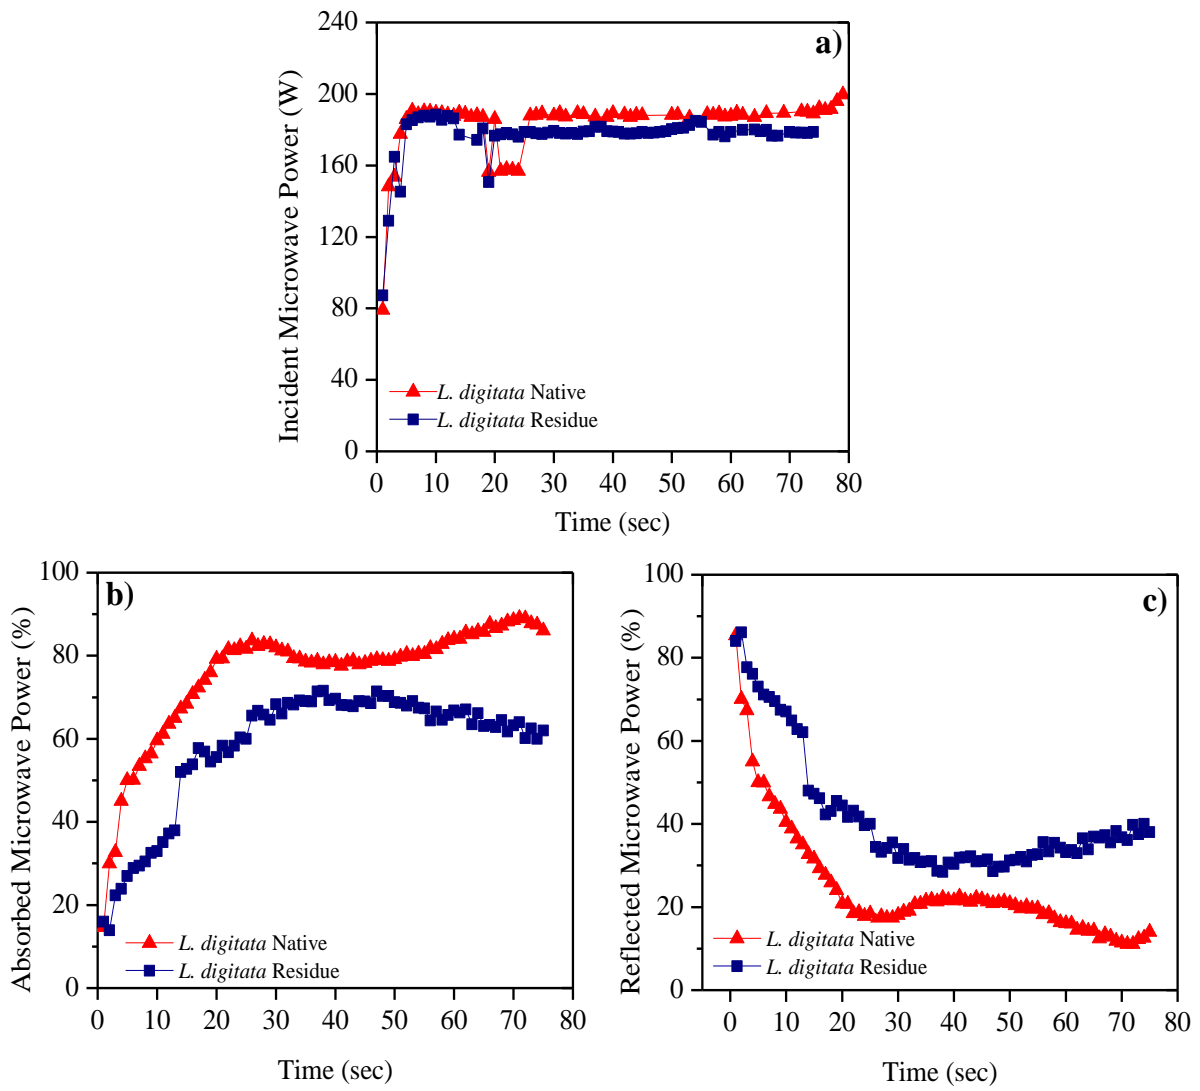 a)
Incident Microwave Power (W)
240
200
160
120
80
40
0
L. digitata Native
L. digitata Residue
0 10 20 30 40 50 60 70 80
Time (sec)
b)
Absorbed Microwave Power (%)
100
80
60
40
20
0
L. digitata Native
L. digitata Residue
0 10 20 30 40 50 60 70 80
Time (sec)
c)
Reflected Microwave Power (%)
100
80
60
40
20
0
L. digitata Native
L. digitata Residue
0 10 20 30 40 50 60 70 80
Time (sec)